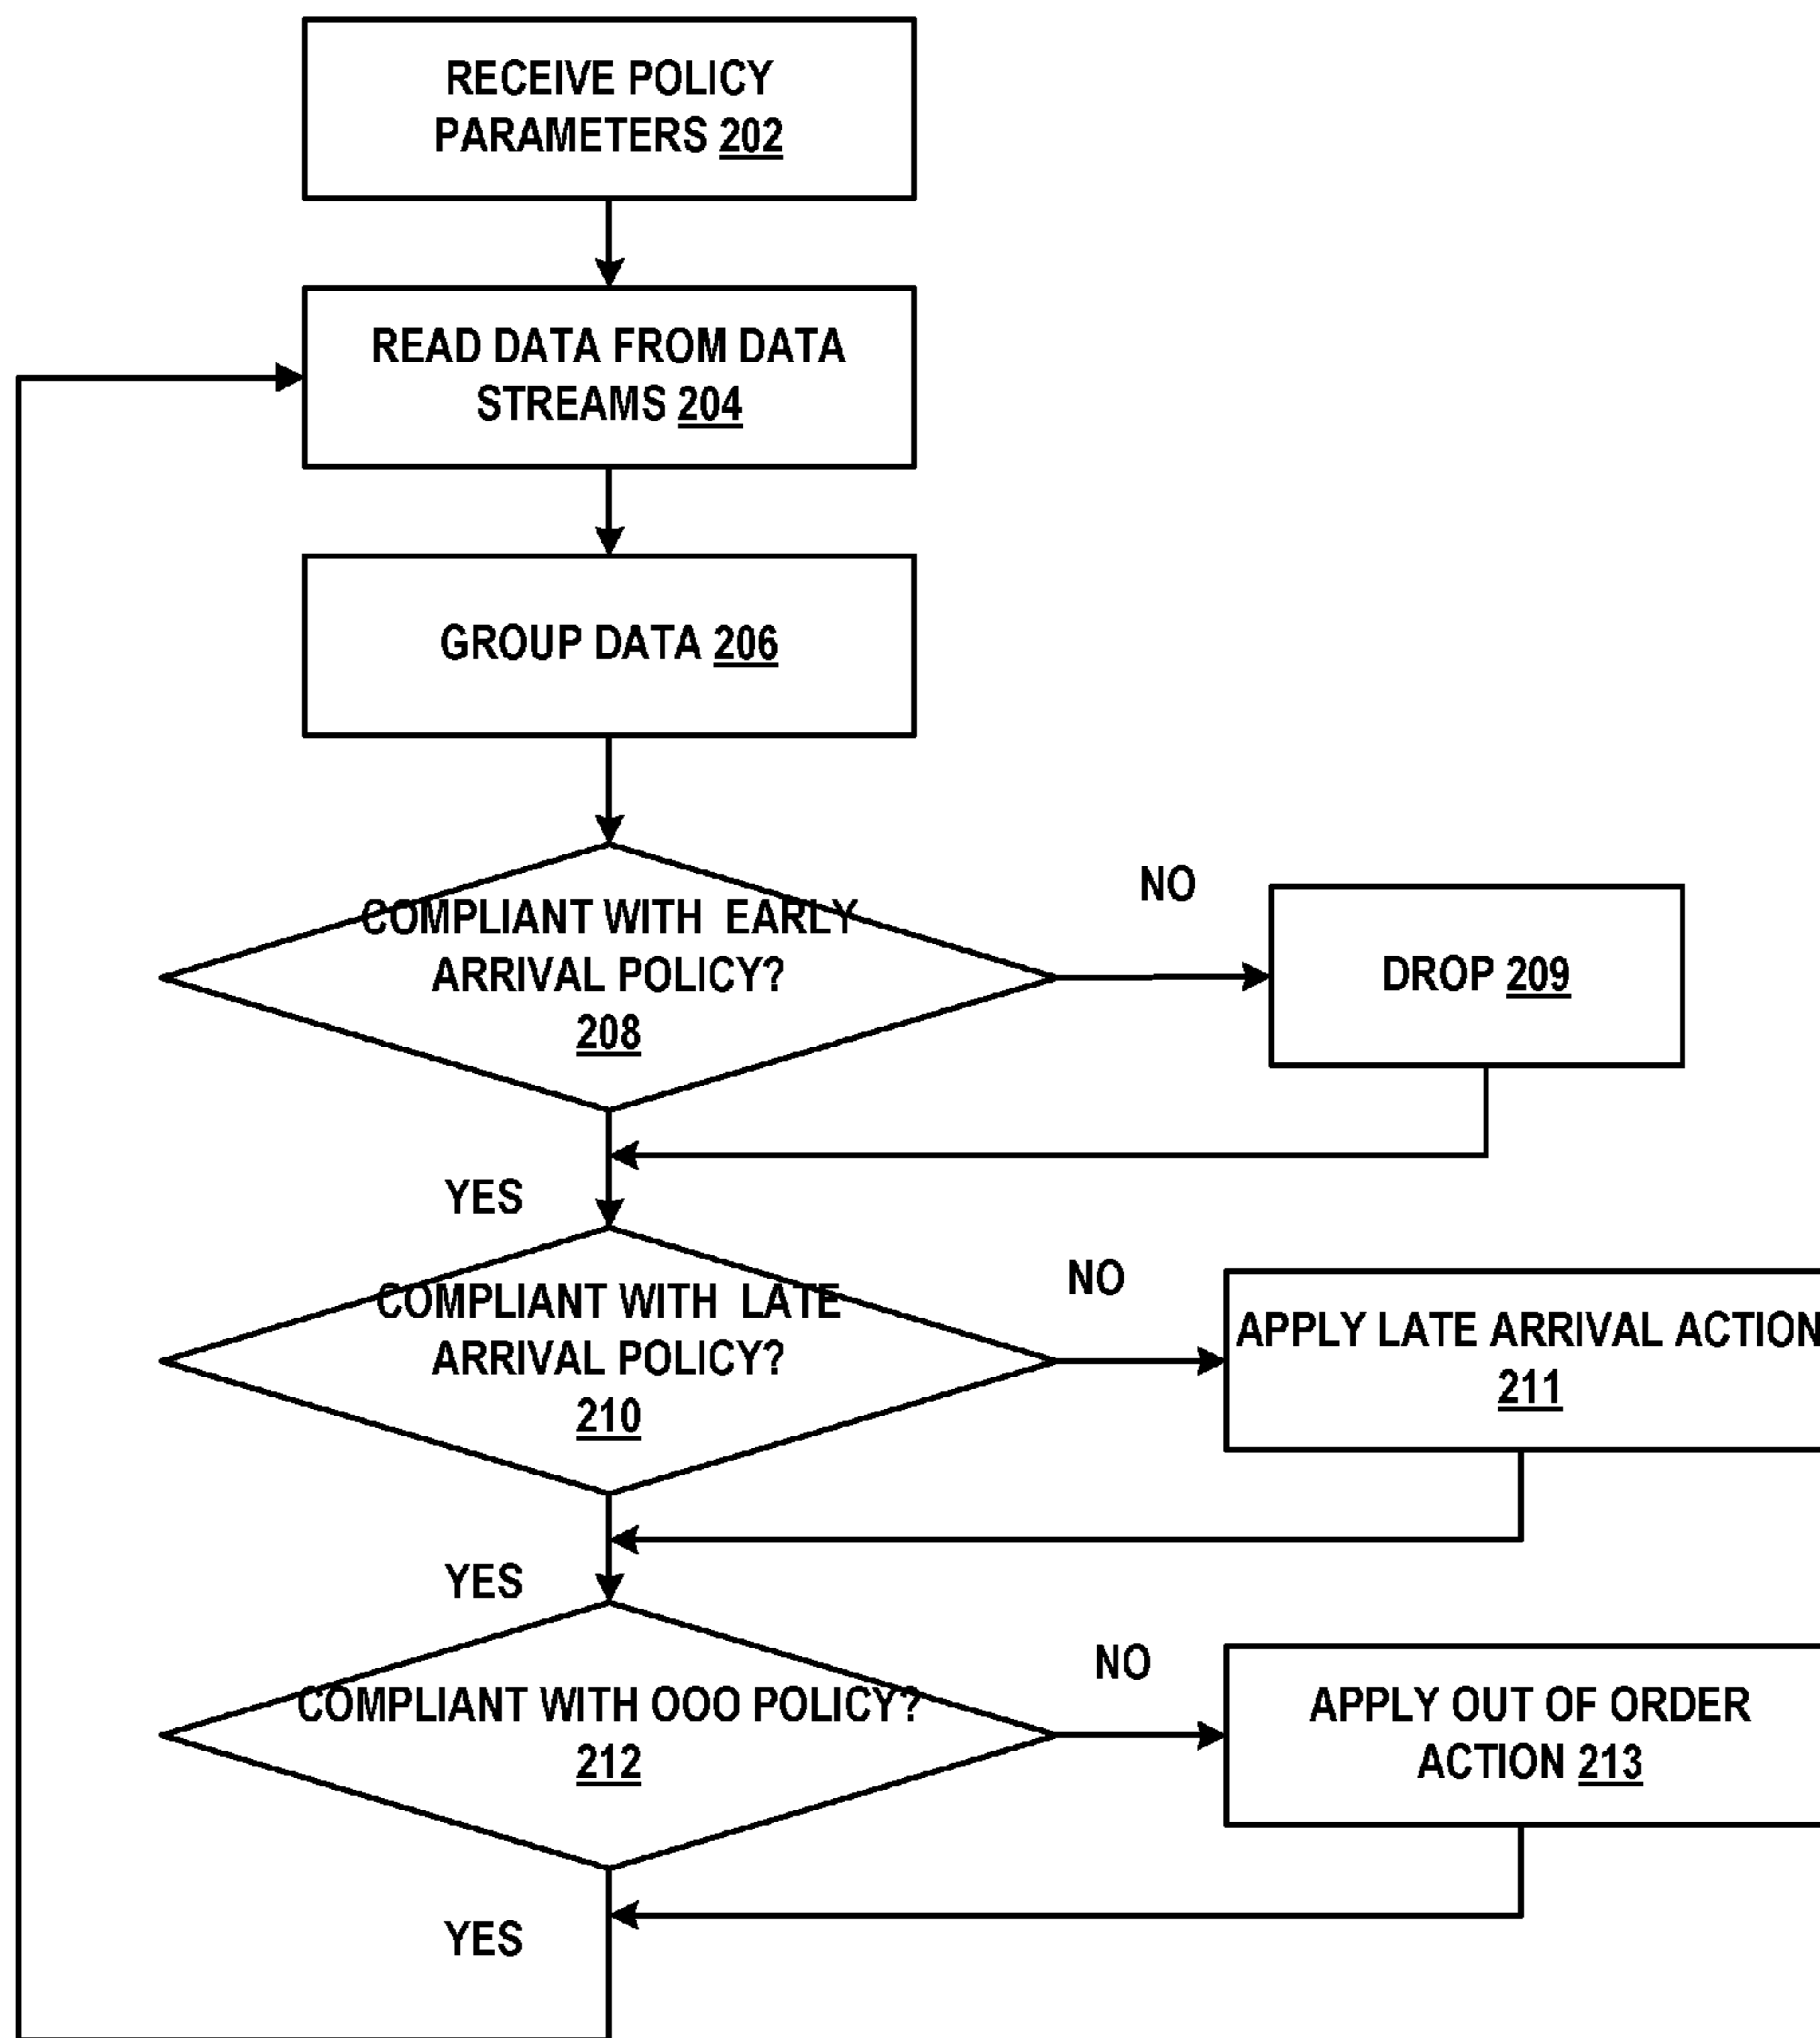 RECEIVE POLICY
PARAMETERS 202
READ DATA FROM DATA
STREAMS 204
GROUP DATA 206
COMPLIANT WITH EARLY
ARRIVAL POLICY?
208
NO
DROP 209
YES
COMPLIANT WITH LATE
ARRIVAL POLICY?
210
NO
APPLY LATE ARRIVAL ACTION
211
YES
COMPLIANT WITH OOO POLICY?
212
NO
APPLY OUT OF ORDER
ACTION 213
YES